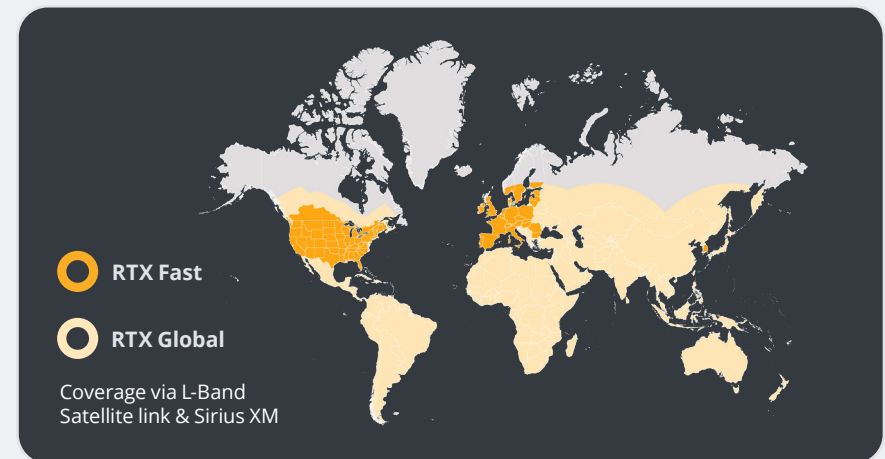 RTX Fast
RTX Global
Coverage via L-Band
Satellite link & Sirius XM